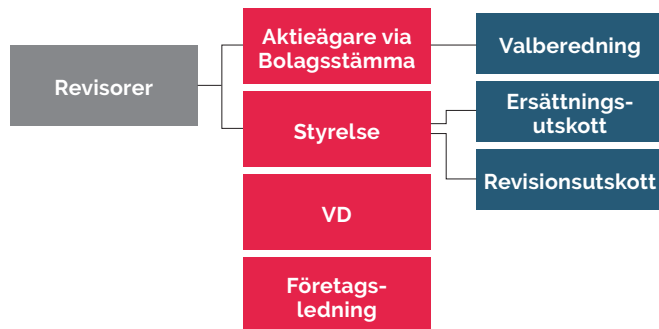 Revisorer
Aktieägare via
Bolagsstämma
Valberedning
Styrelse
Ersättnings-
utskott
Revisionsutskott
VD
Företags-
ledning